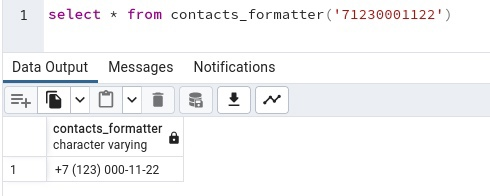 1 select * from contacts_formatter('71230001122')
Data Output Messages Notifications
contacts_formatter
character varying
1 +7 (123) 000-11-22